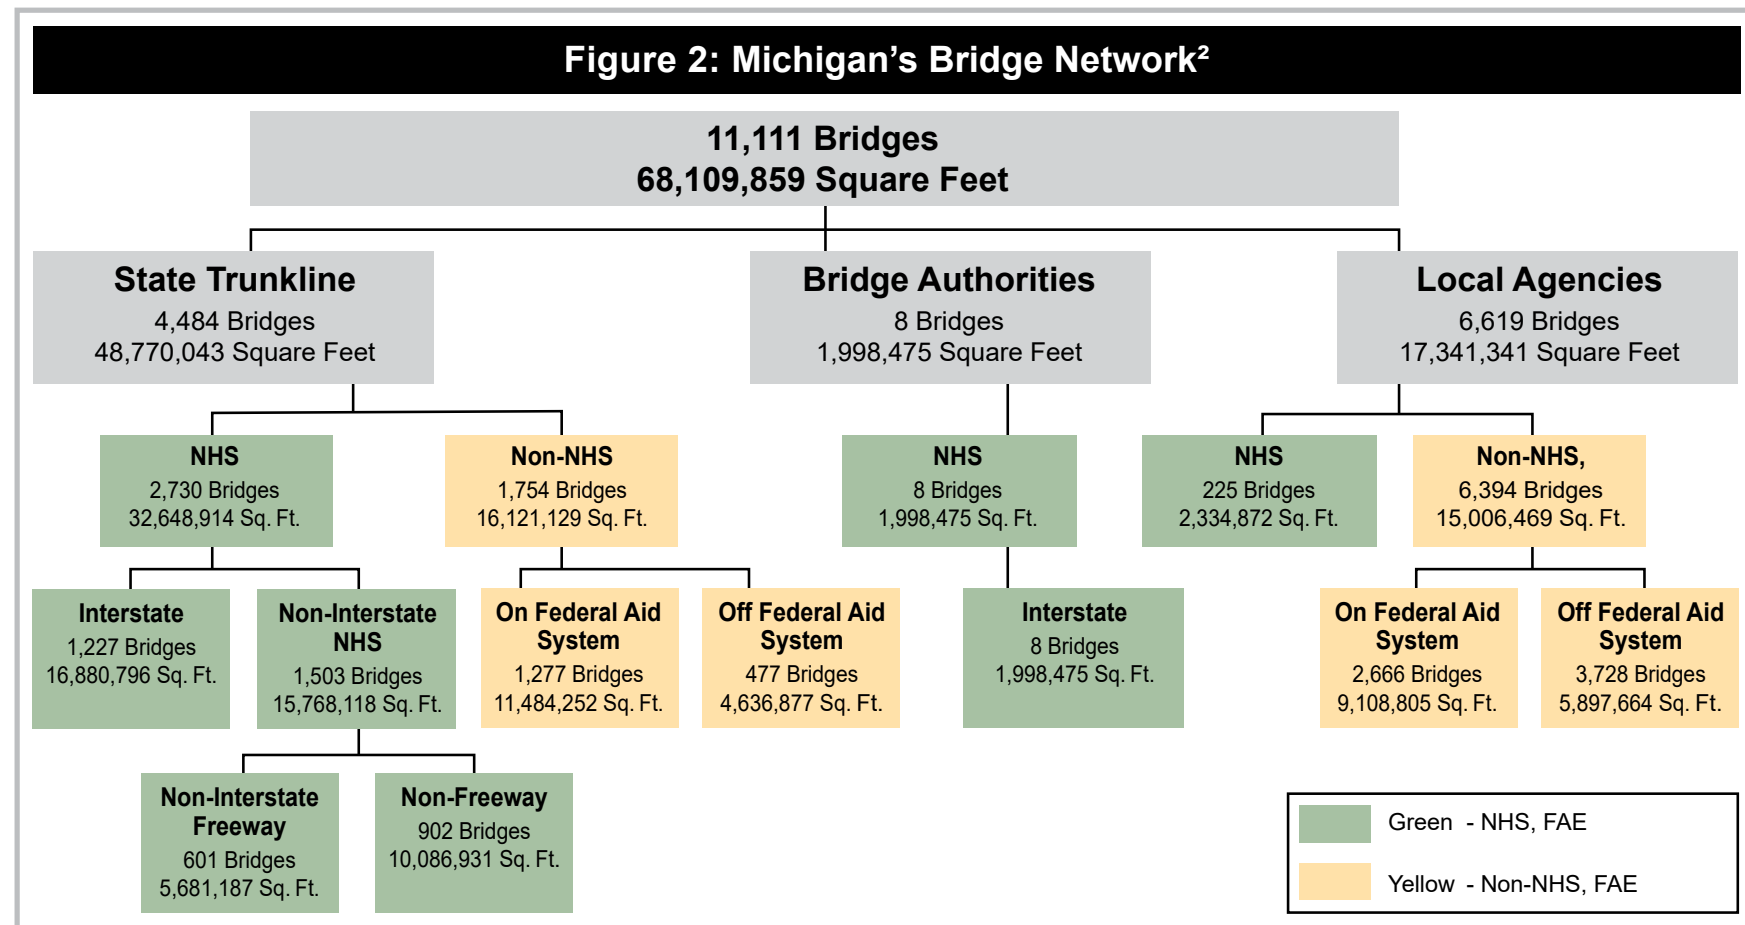 Figure 2: Michigan's Bridge Network²
11,111 Bridges
68,109,859 Square Feet
State Trunkline
4,484 Bridges
48,770,043 Square Feet
Bridge Authorities
8 Bridges
1,998,475 Square Feet
Local Agencies
6,619 Bridges
17,341,341 Square Feet
NHS
2,730 Bridges
32,648,914 Sq. Ft.
Non-NHS
1,754 Bridges
16,121,129 Sq. Ft.
NHS
8 Bridges
1,998,475 Sq. Ft.
NHS
225 Bridges
2,334,872 Sq. Ft.
Non-NHS,
6,394 Bridges
15,006,469 Sq. Ft.
Interstate
1,227 Bridges
16,880,796 Sq. Ft.
Non-Interstate
NHS
1,503 Bridges
15,768,118 Sq. Ft.
On Federal Aid
System
1,277 Bridges
11,484,252 Sq. Ft.
Off Federal Aid
System
477 Bridges
4,636,877 Sq. Ft.
Interstate
8 Bridges
1,998,475 Sq. Ft.
On Federal Aid
System
2,666 Bridges
9,108,805 Sq. Ft.
Off Federal Aid
System
3,728 Bridges
5,897,664 Sq. Ft.
Non-Interstate
Freeway
601 Bridges
5,681,187 Sq. Ft.
Non-Freeway
902 Bridges
10,086,931 Sq. Ft.
Green - NHS, FAE
Yellow - Non-NHS, FAE